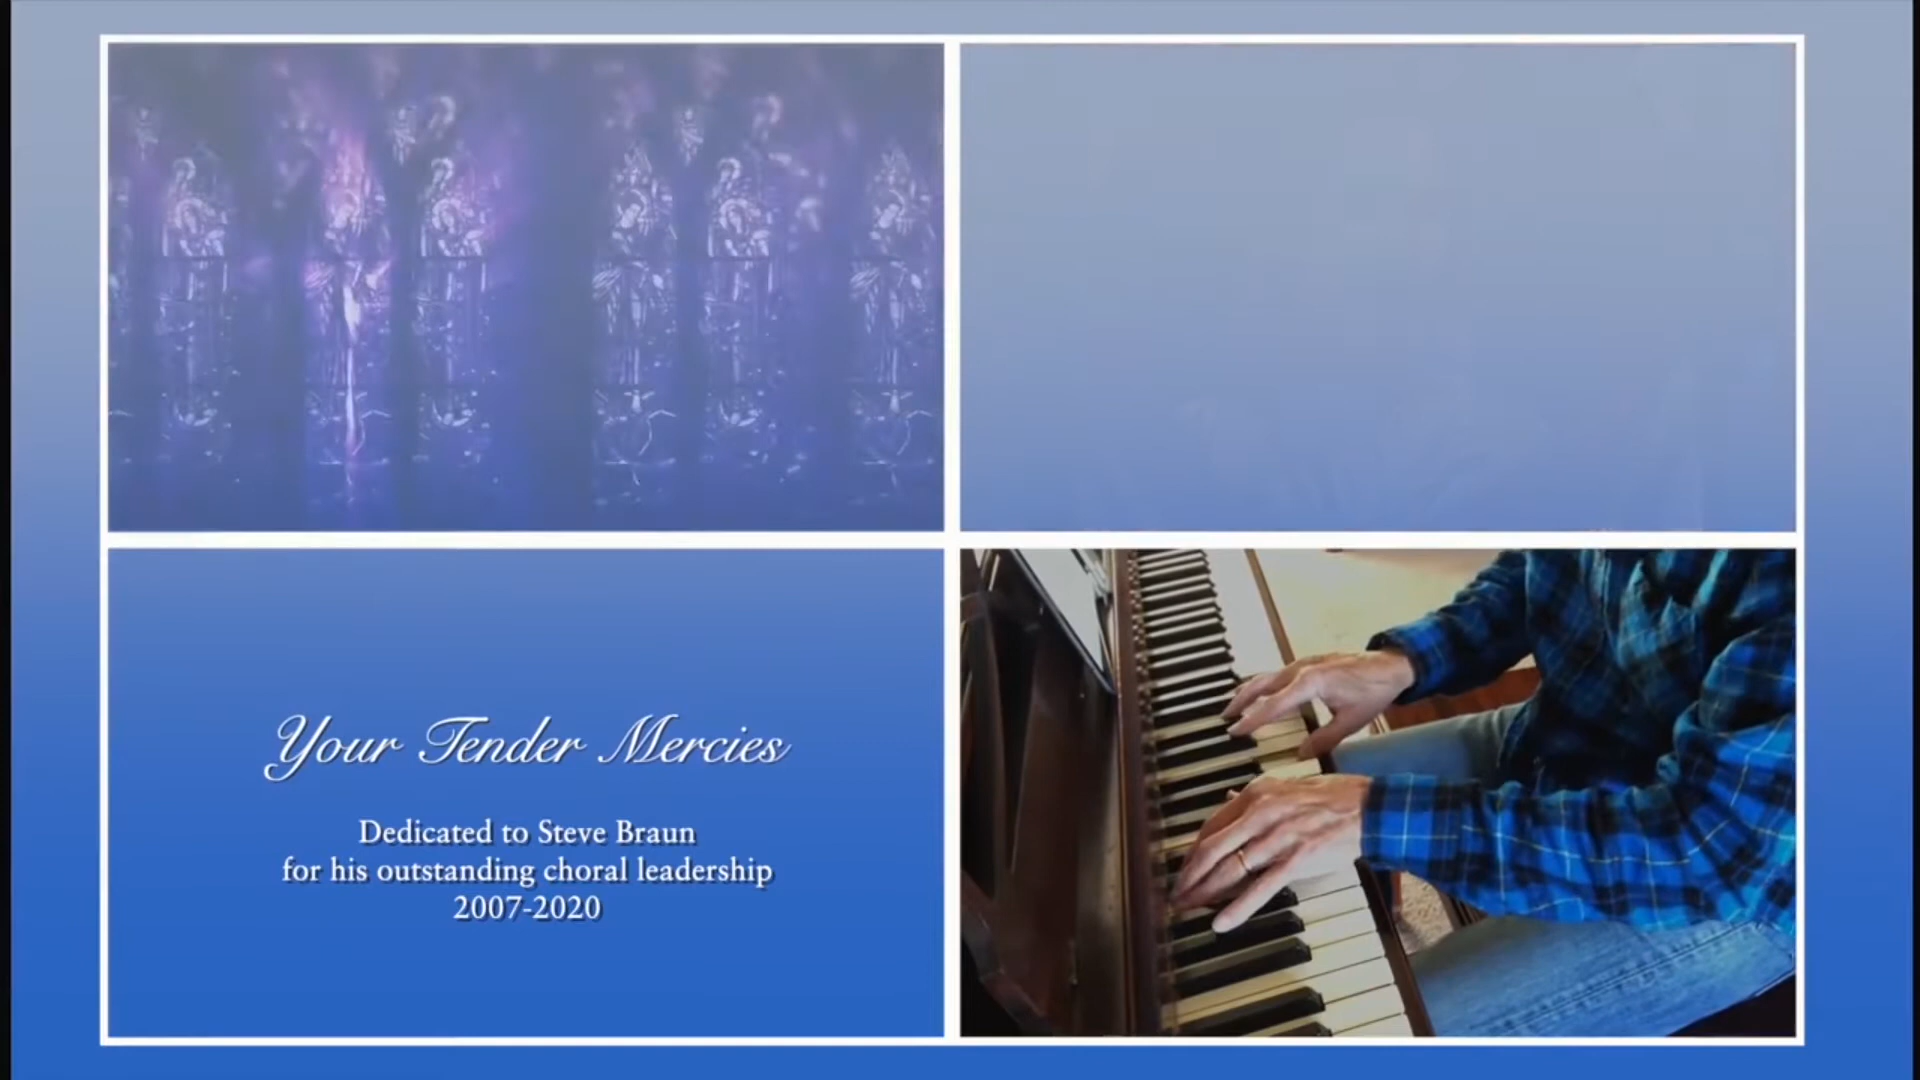 Your Tender Mercies
Dedicated to Steve Braun
for his outstanding choral leadership
2007-2020